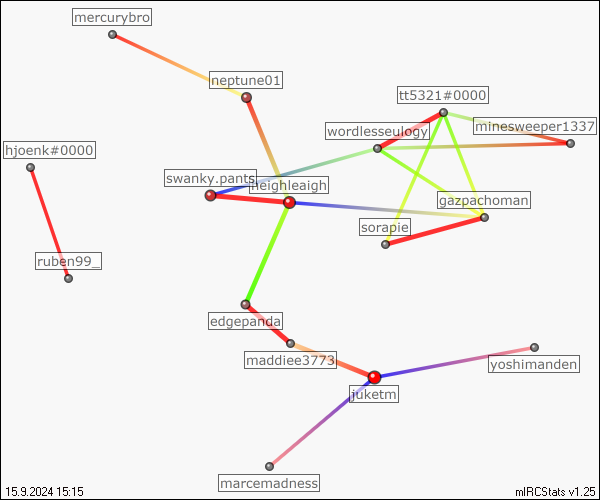 mercurybro
neptune01
tt5321#0000
minesweeper1337
wordlesseulogy
hjoenk#0000
swanky.pants.
heighleaigh
gazpachoman
sorapie
ruben99_
edgepanda
maddiee3773
yoshimanden
juketm
marcemadness
15.9.2024 15:15
mIRCStats v1.25